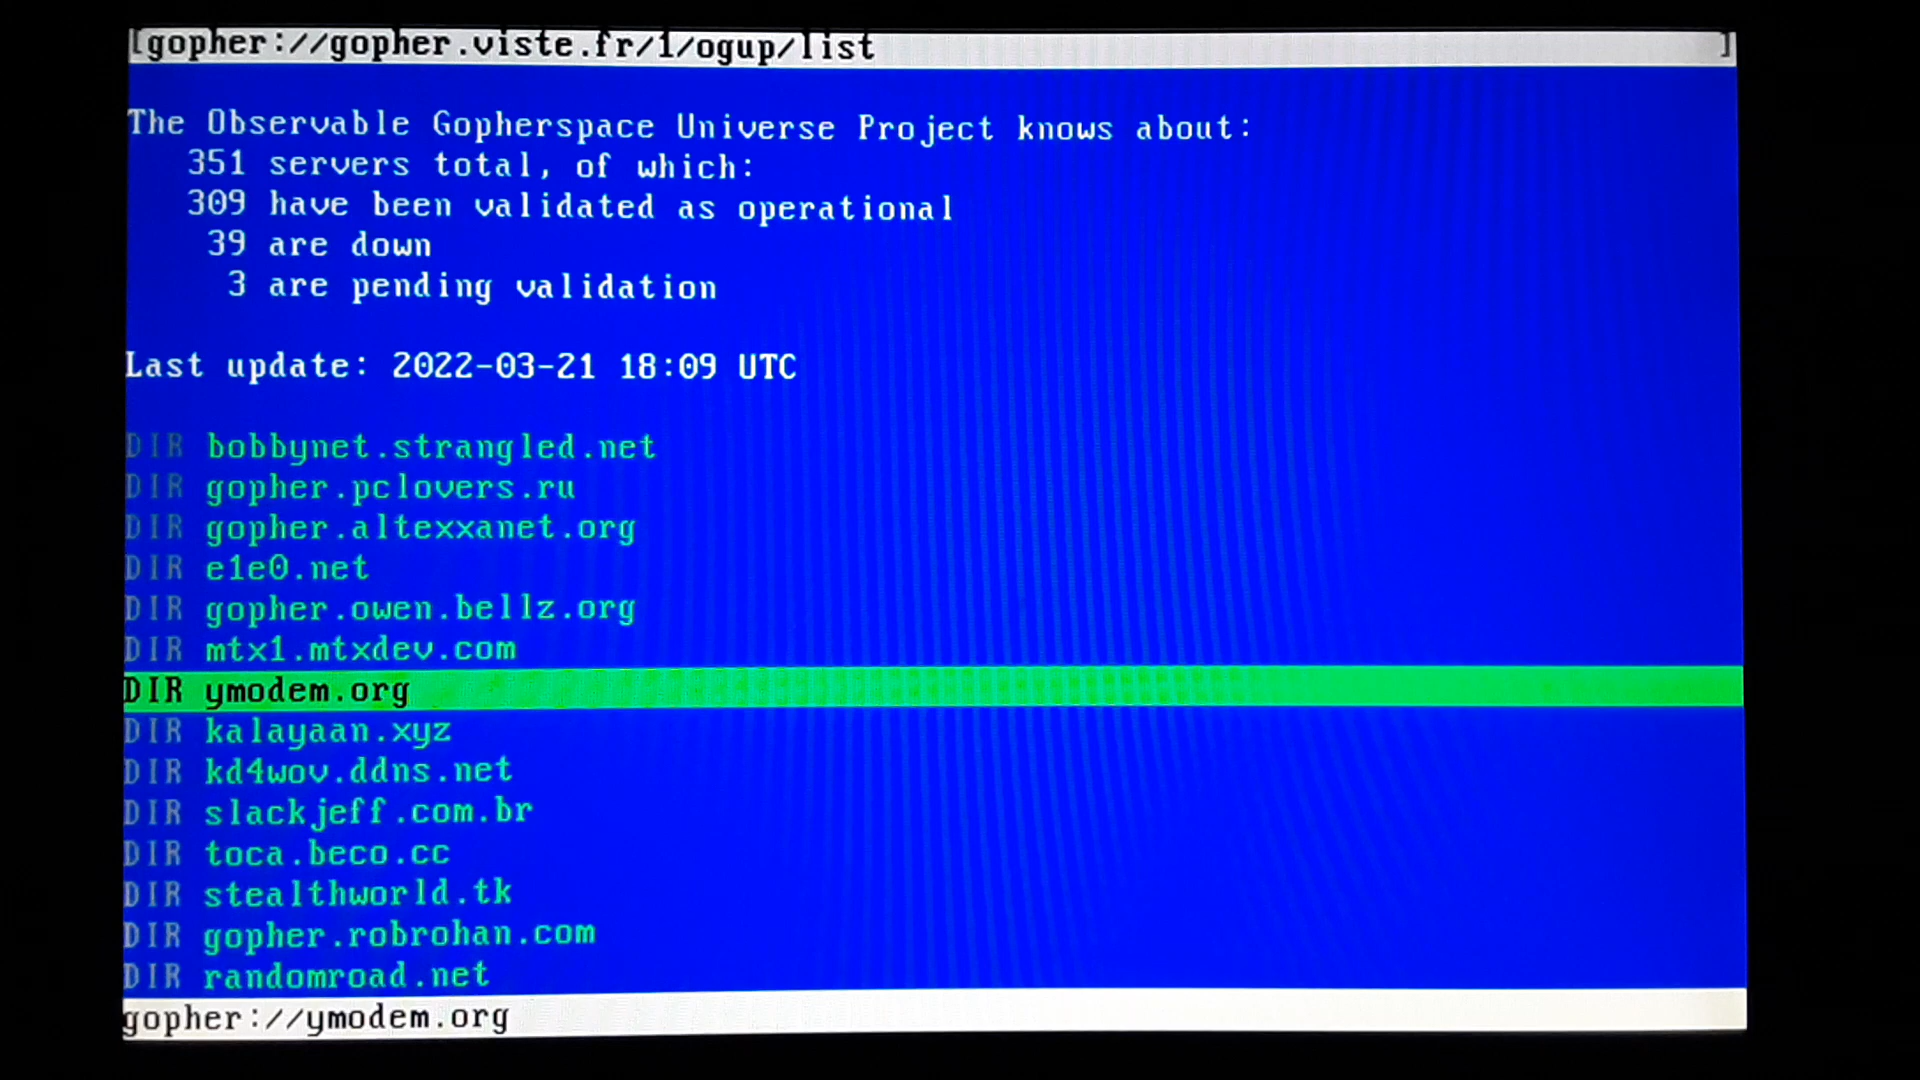 [gopher://gopher.viste.fr/1/ogup/list]
The Observable Gopherspace Universe Project knows about:
351 servers total, of which:
309 have been validated as operational
39 are down
3 are pending validation
Last update: 2022-03-21 18:09 UTC
DIR bobbynet.strangled.net
DIR gopher.pclovers.ru
DIR gopher.altexxanet.org
DIR e1e0.net
DIR gopher.owen.bellz.org
DIR mtx1.mtxdev.com
DIR ymodem.org
DIR kalayaan.xyz
DIR kd4wov.ddns.net
DIR slackjeff.com.br
DIR toca.beco.cc
DIR stealthworld.tk
DIR gopher.robrohan.com
DIR randomroad.net
gopher://ymodem.org